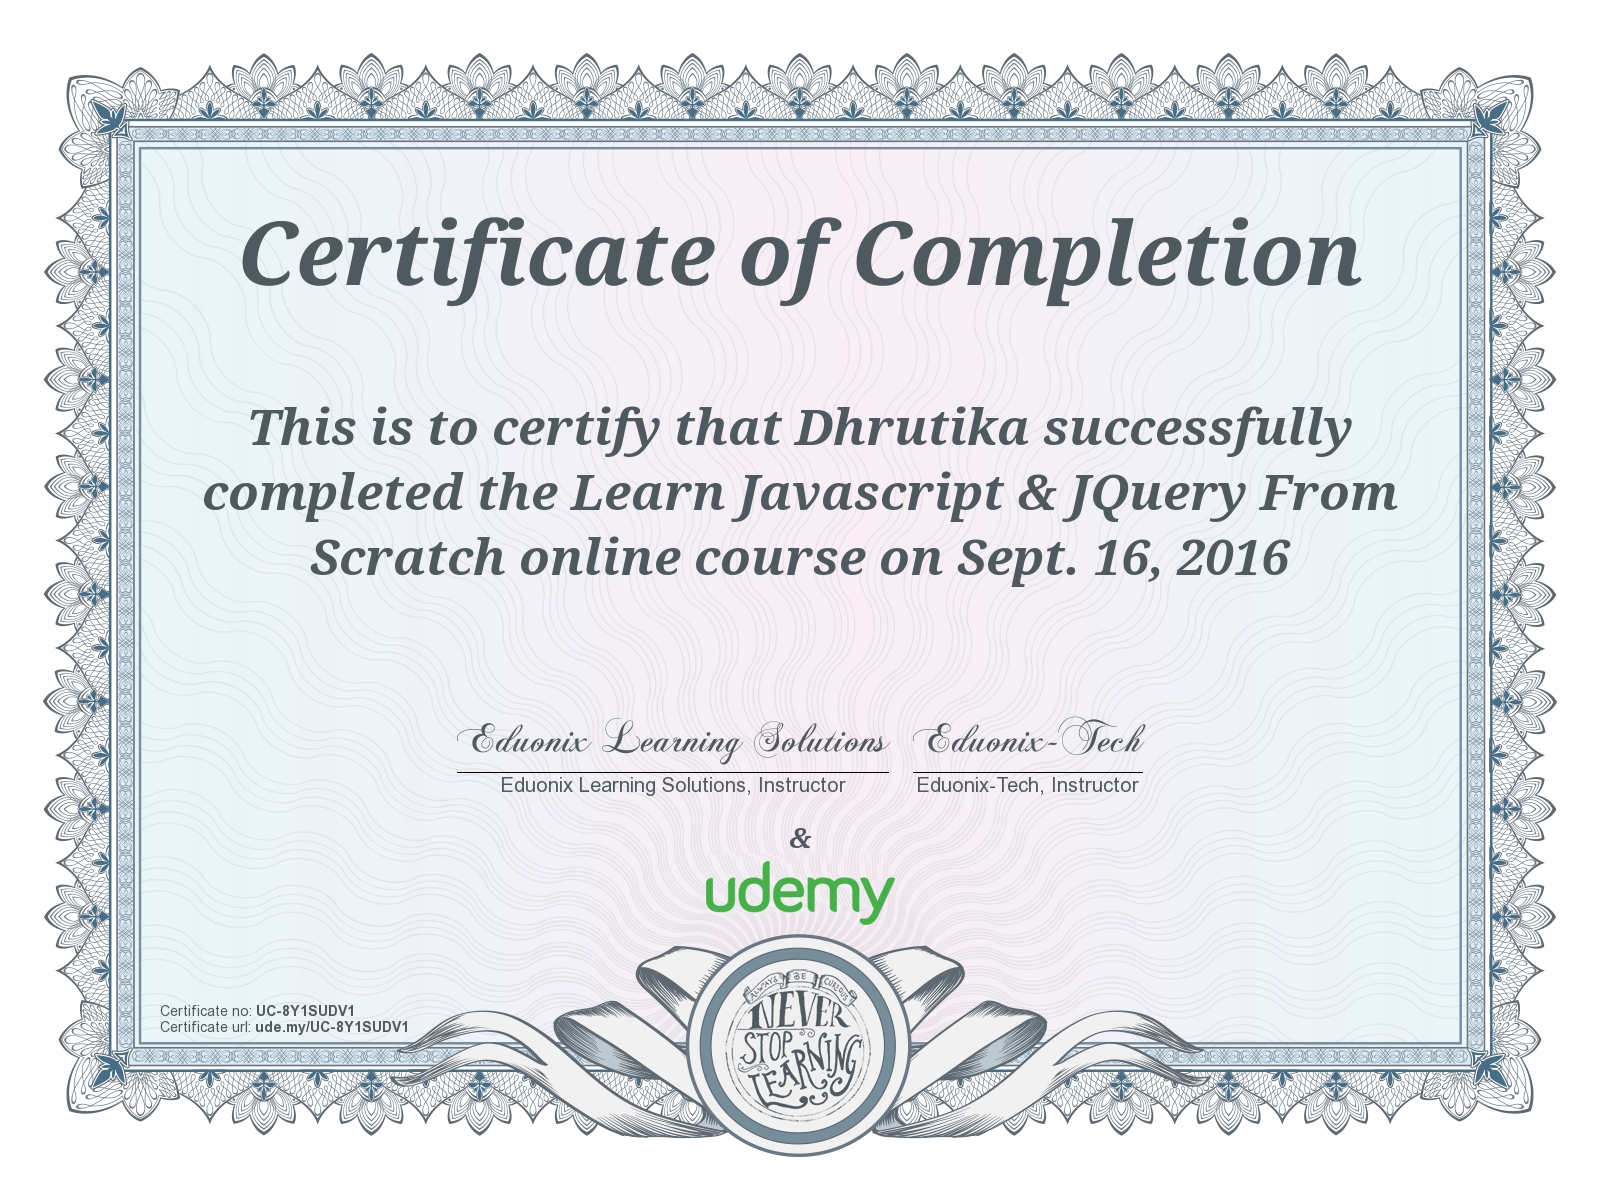 Certificate of Completion
This is to certify that Dhrutika successfully
completed the Learn Javascript & JQuery From
Scratch online course on Sept. 16, 2016
Eduonix Learning Solutions Eduonix-Tech
Eduonix Learning Solutions, Instructor Eduonix-Tech, Instructor
&
udemy
Certificate no: UC-8Y1SUDV1
Certificate url: ude.my/UC-8Y1SUDV1
ALWAYS BE CURIOUS
NEVER
STOP
LEARNING